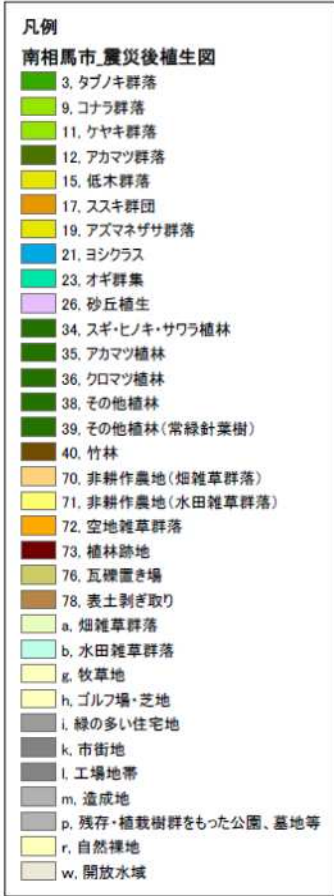 凡例
南相馬市_震災後植生図
3, タブノキ群落
9, コナラ群落
11, ケヤキ群落
12, アカマツ群落
15, 低木群落
17, ススキ群団
19, アズマネザサ群落
21, ヨシクラス
23, オギ群集
26, 砂丘植生
34, スギ・ヒノキ・サワラ植林
35, アカマツ植林
36, クロマツ植林
38, その他植林
39, その他植林(常緑針葉樹)
40, 竹林
70, 非耕作農地(畑雑草群落)
71, 非耕作農地(水田雑草群落)
72, 空地雑草群落
73, 植林跡地
76, 瓦礫置き場
78, 表土剥ぎ取り
a, 畑雑草群落
b, 水田雑草群落
g, 牧草地
h, ゴルフ場・芝地
i, 緑の多い住宅地
k, 市街地
l, 工場地帯
m, 造成地
p, 残存・植栽樹群をもった公園、墓地等
r, 自然裸地
w, 開放水域